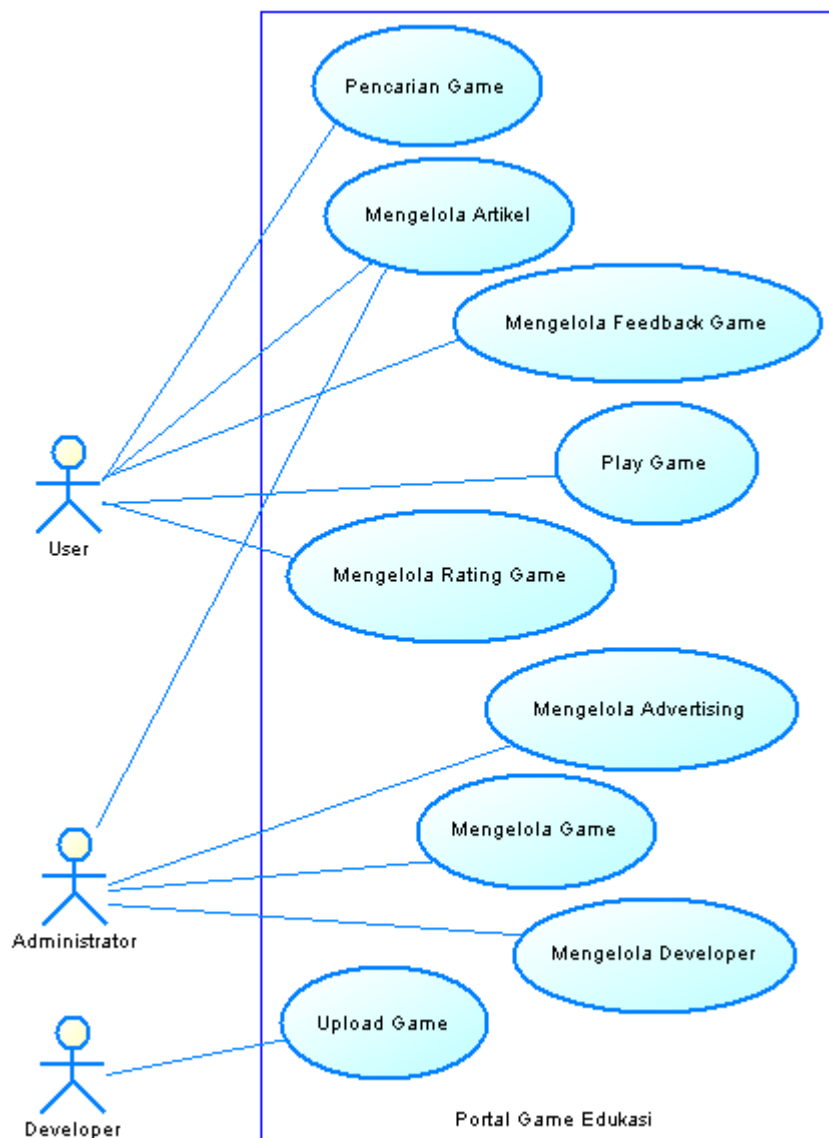 Pencarian Game
Mengelola Artikel
Mengelola Feedback Game
Play Game
User
Mengelola Rating Game
Mengelola Advertising
Mengelola Game
Administrator
Mengelola Developer
Upload Game
Portal Game Edukasi
Developer